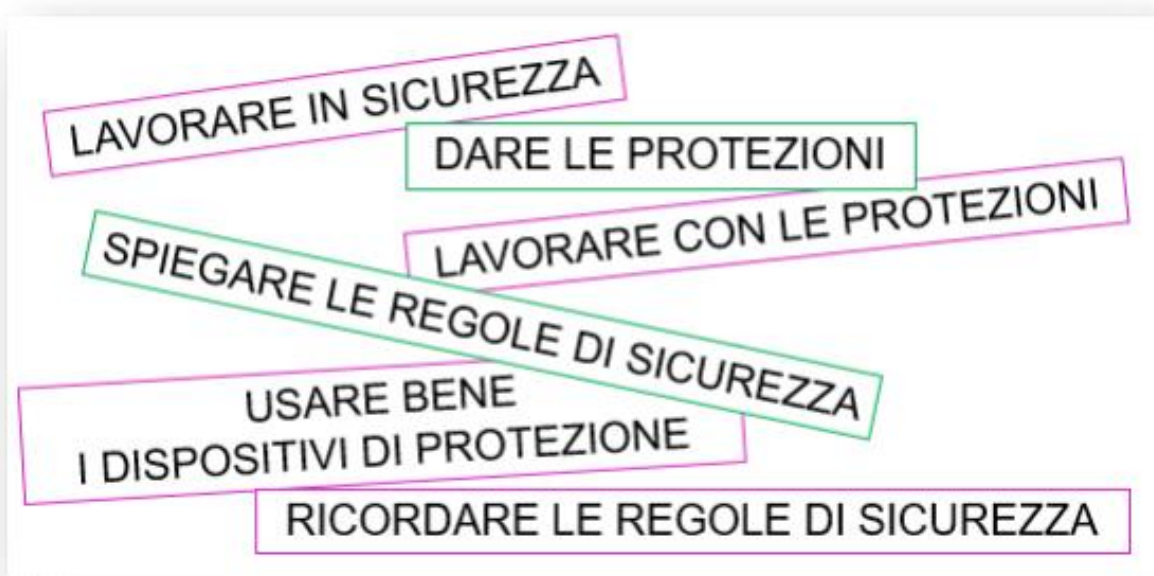 LAVORARE IN SICUREZZA
DARE LE PROTEZIONI
LAVORARE CON LE PROTEZIONI
SPIEGARE LE REGOLE DI SICUREZZA
USARE BENE
I DISPOSITIVI DI PROTEZIONE
RICORDARE LE REGOLE DI SICUREZZA